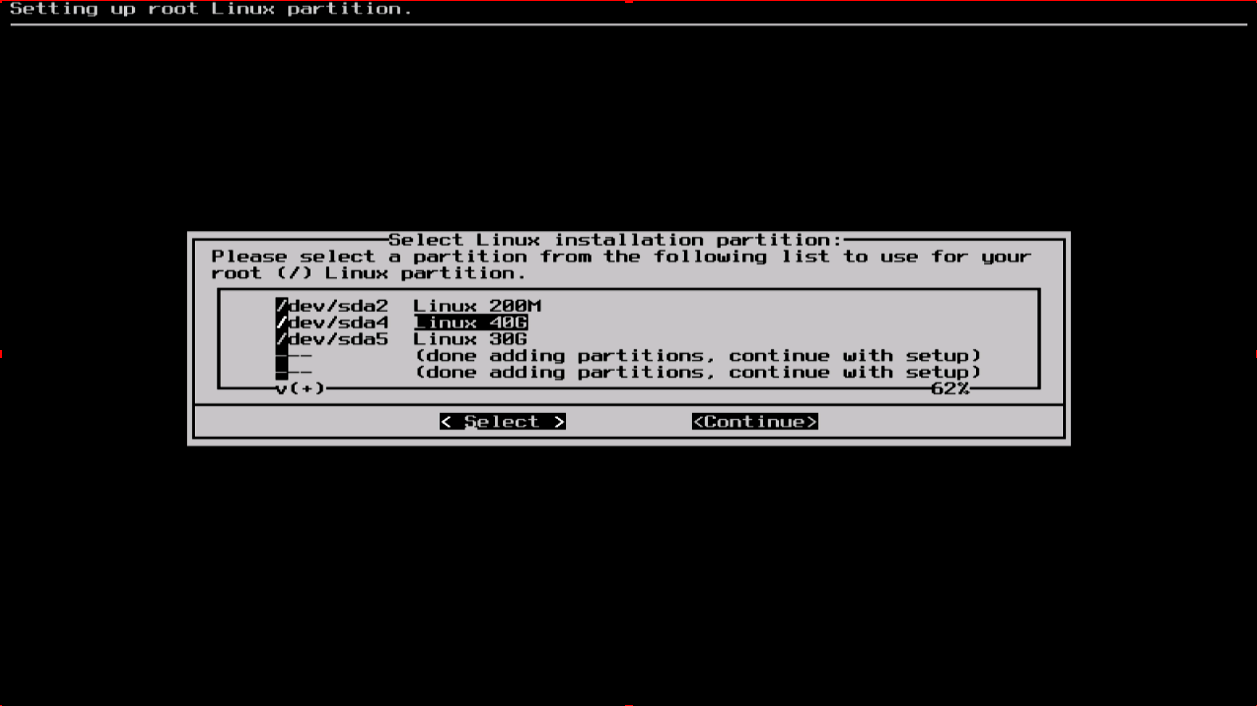 Setting up root Linux partition.
Select Linux installation partition:
Please select a partition from the following list to use for your
root (/) Linux partition.
/dev/sda2 Linux 200M
/dev/sda4 Linux 40G
/dev/sda5 Linux 30G
--- (done adding partitions, continue with setup)
--- (done adding partitions, continue with setup)
v(+) 62%
< Select > <Continue>